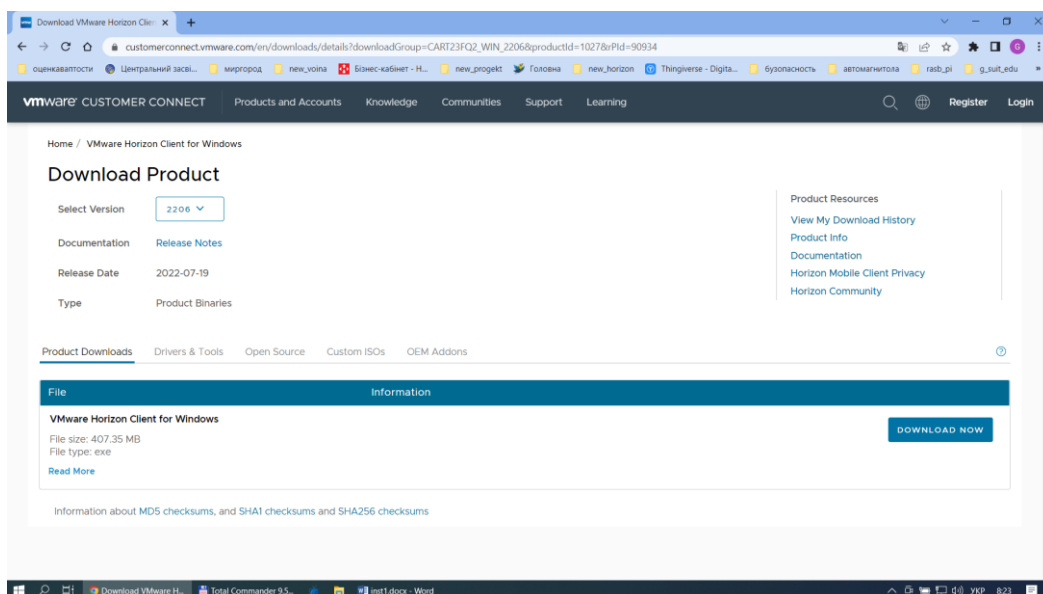 Download VMware Horizon Clie
customerconnect.vmware.com/en/downloads/details?downloadGroup=CART23FQ2_WIN_2206&productId=1027&rPId=90934
оценкаваптости Центральний засві... миргород new_voina Бізнес-кабінет - Н... new_progekt Головна new_horizon Thingiverse - Digita... бузопасность автомагнитола rasb_pi g_suit_edu »
vmware CUSTOMER CONNECT Products and Accounts Knowledge Communities Support Learning Register Login
Home / VMware Horizon Client for Windows
Download Product
Select Version 2206
Documentation Release Notes
Release Date 2022-07-19
Type Product Binaries
Product Resources
View My Download History
Product Info
Documentation
Horizon Mobile Client Privacy
Horizon Community
Product Downloads Drivers & Tools Open Source Custom ISOs OEM Addons
File Information
VMware Horizon Client for Windows
File size: 407.35 MB
File type: exe
Read More
DOWNLOAD NOW
Information about MD5 checksums, and SHA1 checksums and SHA256 checksums
Download VMware H... Total Commander 9.5... inst1.docx - Word УКР 8:23